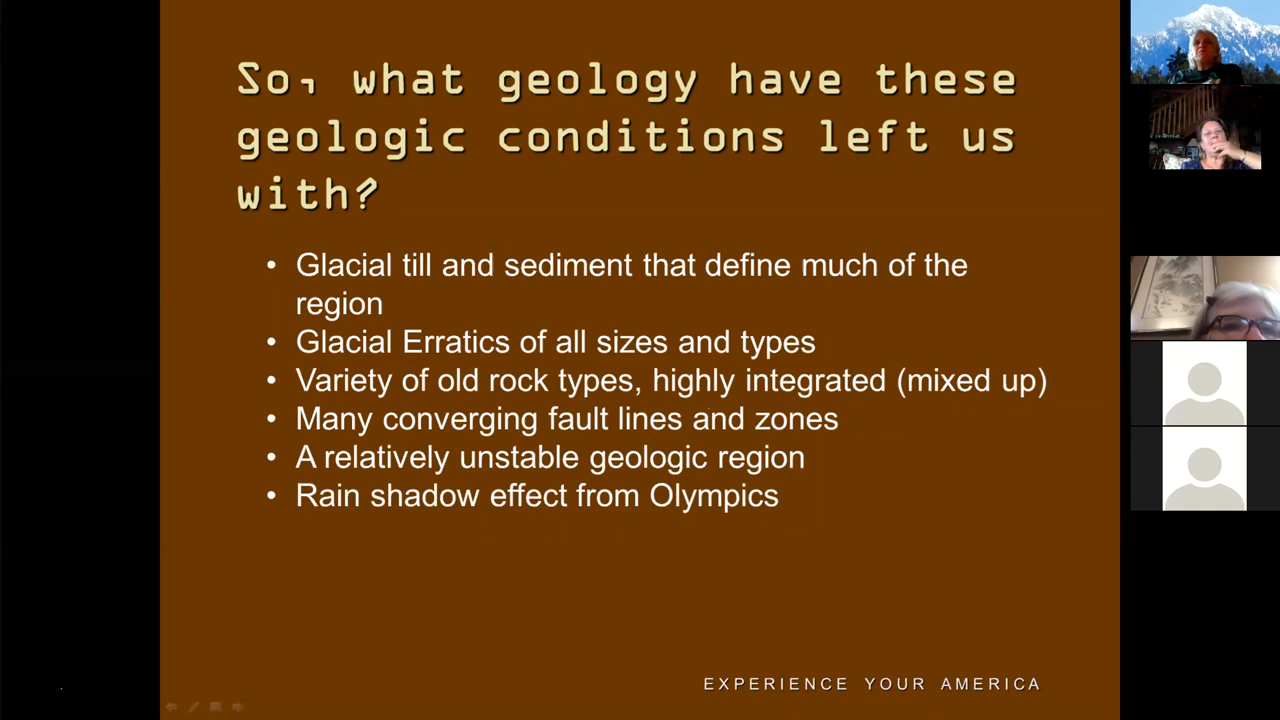 So, what geology have these
geologic conditions left us
with?
• Glacial till and sediment that define much of the
region
• Glacial Erratics of all sizes and types
• Variety of old rock types, highly integrated (mixed up)
• Many converging fault lines and zones
• A relatively unstable geologic region
• Rain shadow effect from Olympics
EXPERIENCE YOUR AMERICA